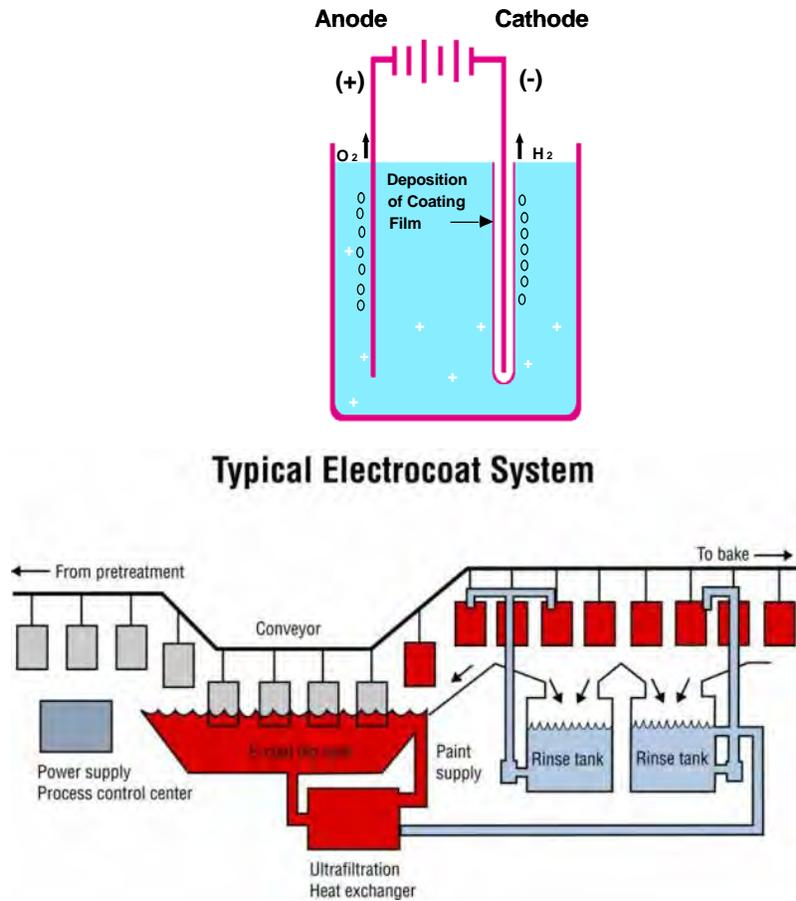 Anode
Cathode
(+)
(-)
O2
H2
Deposition
of Coating
Film
Typical Electrocoat System
To bake
From pretreatment
Conveyor
Power supply
Process control center
Paint
supply
Rinse tank
Rinse tank
Ultrafiltration
Heat exchanger